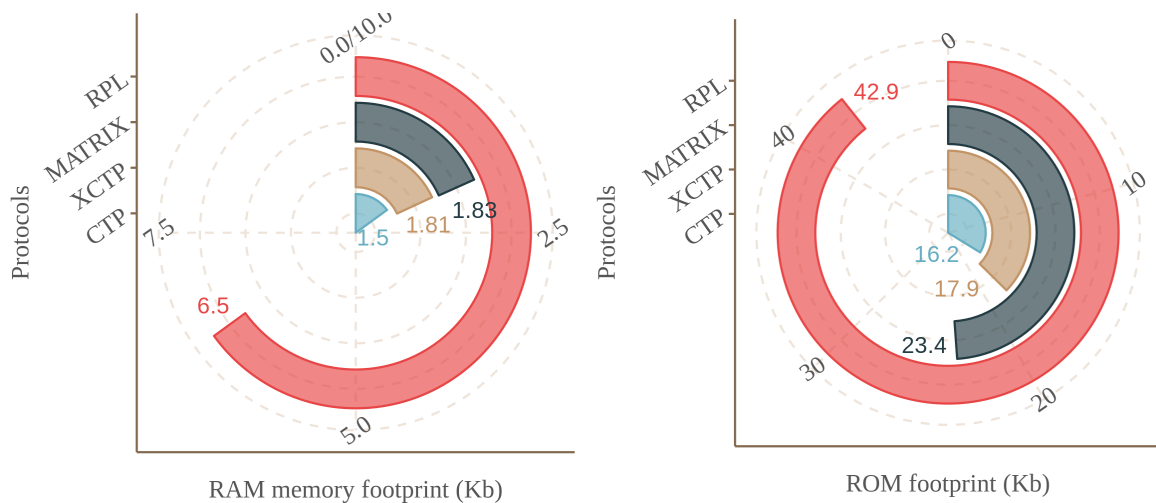 0.0/10.0
RPL
MATRIX
XCTP
CTP
Protocols
7.5
2.5
5.0
6.5
1.83
1.81
1.5
RAM memory footprint (Kb)
0
RPL
MATRIX
XCTP
CTP
Protocols
40
10
30
20
42.9
16.2
17.9
23.4
ROM footprint (Kb)